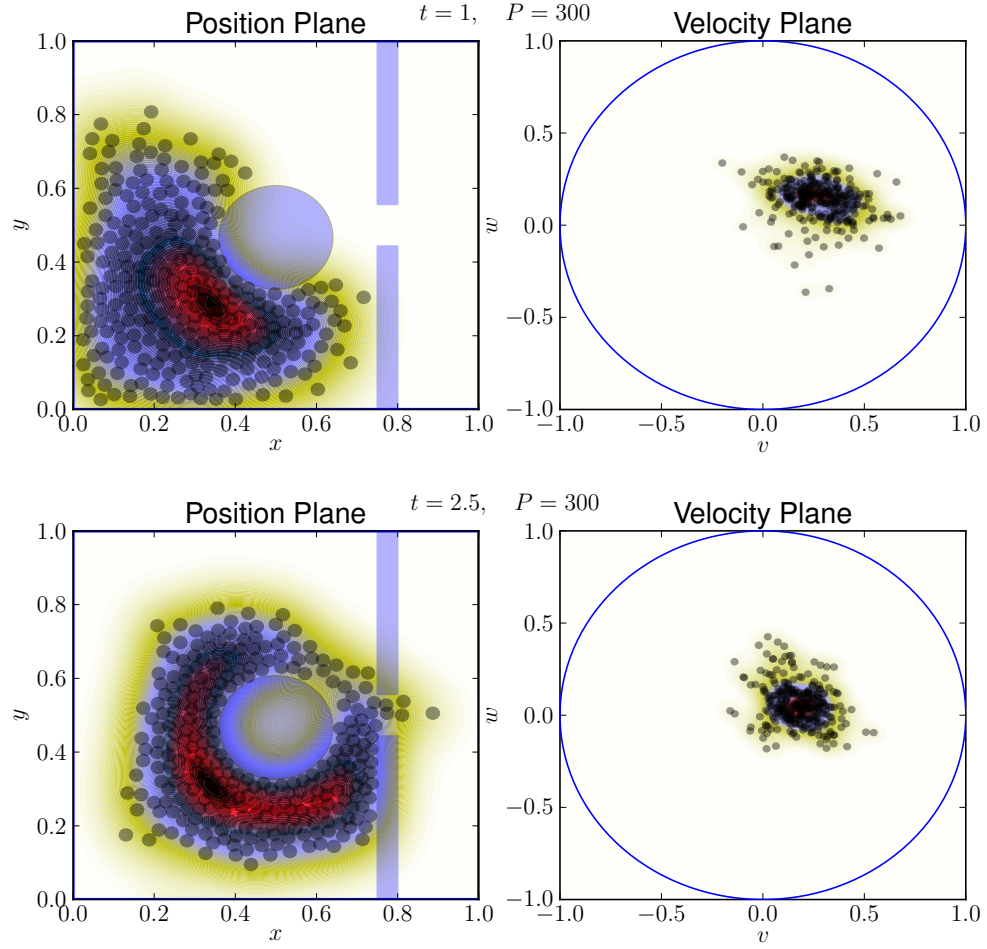 t = 1, P = 300
Position Plane
Velocity Plane
1.0
0.8
0.6
0.4
0.2
0.0
y
0.0 0.2 0.4 0.6 0.8 1.0
x
1.0
0.5
0.0
−0.5
−1.0
w
−1.0 −0.5 0.0 0.5 1.0
v
t = 2.5, P = 300
Position Plane
Velocity Plane
1.0
0.8
0.6
0.4
0.2
0.0
y
0.0 0.2 0.4 0.6 0.8 1.0
x
1.0
0.5
0.0
−0.5
−1.0
w
−1.0 −0.5 0.0 0.5 1.0
v